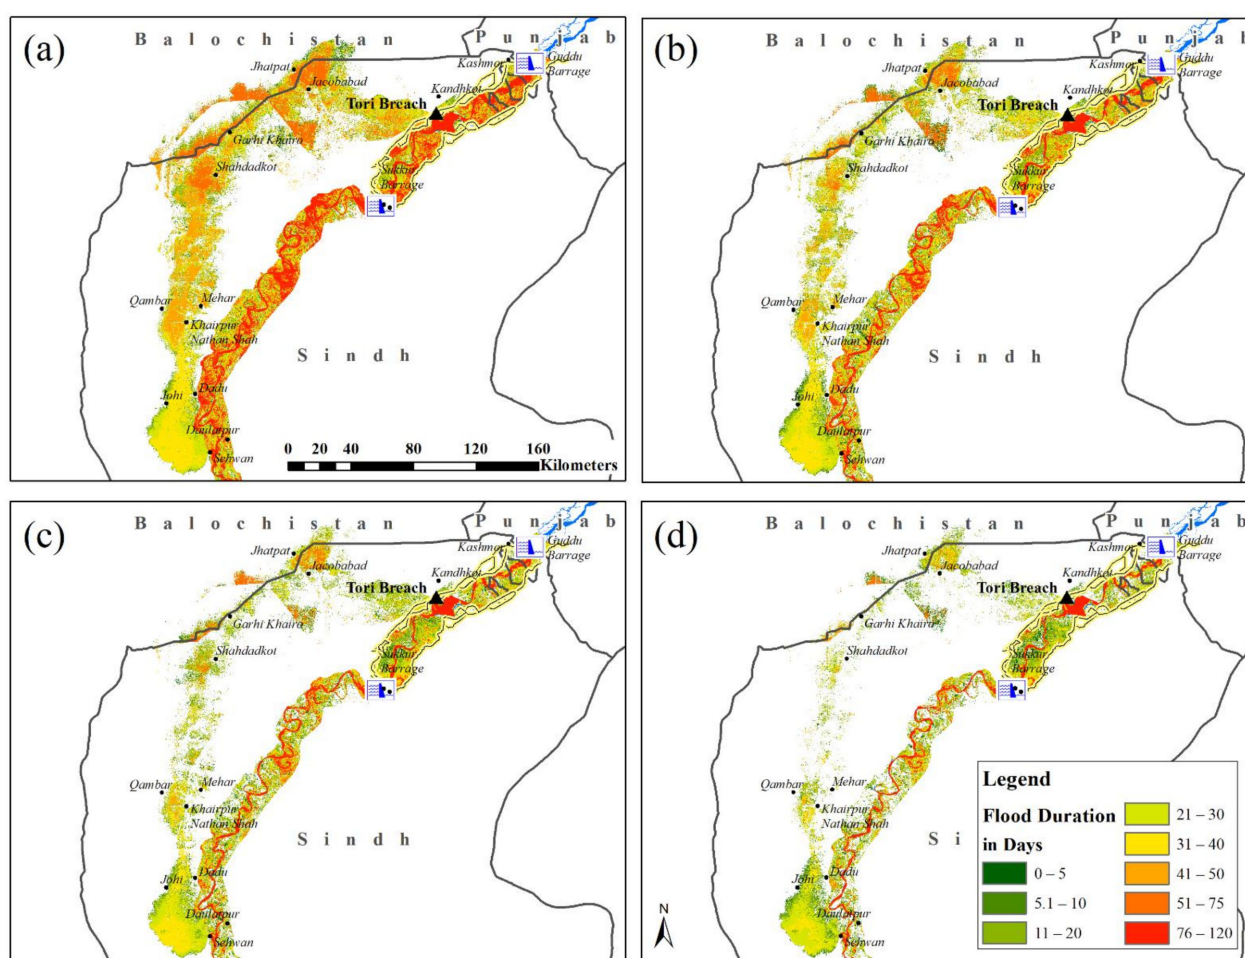 (a)
Balochistan
Punjab
Jhatpat
Kashmor
Guddu
Barrage
Jacobabad
Kandhkot
Tori Breach
Garhi Khairo
Shahdadkot
Sukkur
Barrage
Qambar
Mehar
Khairpur
Nathan Shah
Sindh
Johi
Dadu
Daulatpur
Sehwan
0 20 40 80 120 160
Kilometers
(b)
Balochistan
Punjab
Jhatpat
Kashmor
Guddu
Barrage
Jacobabad
Kandhkot
Tori Breach
Garhi Khairo
Shahdadkot
Sukkur
Barrage
Qambar
Mehar
Khairpur
Nathan Shah
Sindh
Johi
Dadu
Daulatpur
Sehwan
(c)
Balochistan
Punjab
Jhatpat
Kashmor
Guddu
Barrage
Jacobabad
Kandhkot
Tori Breach
Garhi Khairo
Shahdadkot
Sukkur
Barrage
Qambar
Mehar
Khairpur
Nathan Shah
Sindh
Johi
Dadu
Daulatpur
Sehwan
(d)
Balochistan
Punjab
Jhatpat
Kashmor
Guddu
Barrage
Jacobabad
Kandhkot
Tori Breach
Garhi Khairo
Shahdadkot
Sukkur
Barrage
Qambar
Mehar
Khairpur
Nathan Shah
Si
Johi
Dadu
Daulatpur
Sehwan
N
Legend
Flood Duration
in Days
0 – 5
5.1 – 10
11 – 20
21 – 30
31 – 40
41 – 50
51 – 75
76 – 120